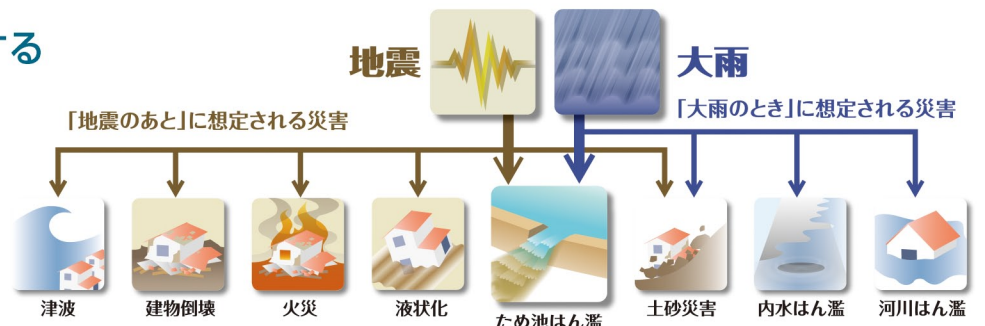 する
地震
大雨
「地震のあと」に想定される災害
「大雨のとき」に想定される災害
津波
建物倒壊
火災
液状化
ため池はん濫
土砂災害
内水はん濫
河川はん濫